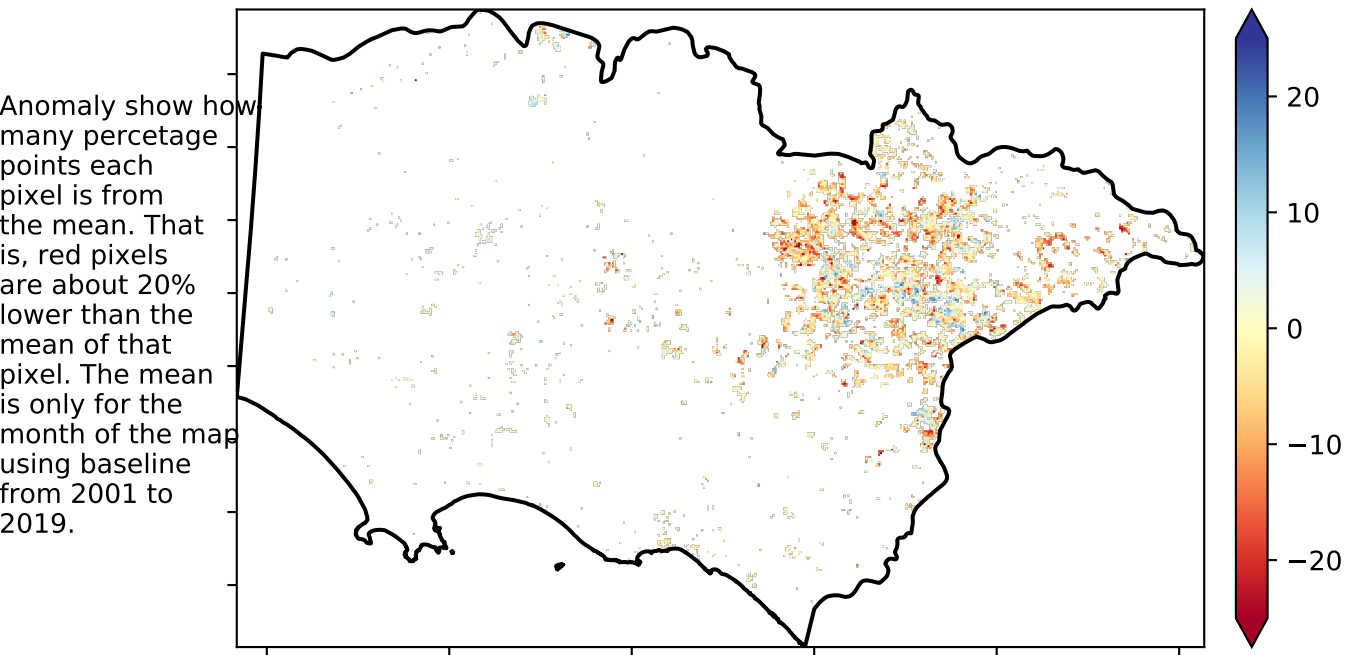 Anomaly show how
many percetage
points each
pixel is from
the mean. That
is, red pixels
are about 20%
lower than the
mean of that
pixel. The mean
is only for the
month of the map
using baseline
from 2001 to
2019.
20
10
0
−10
−20